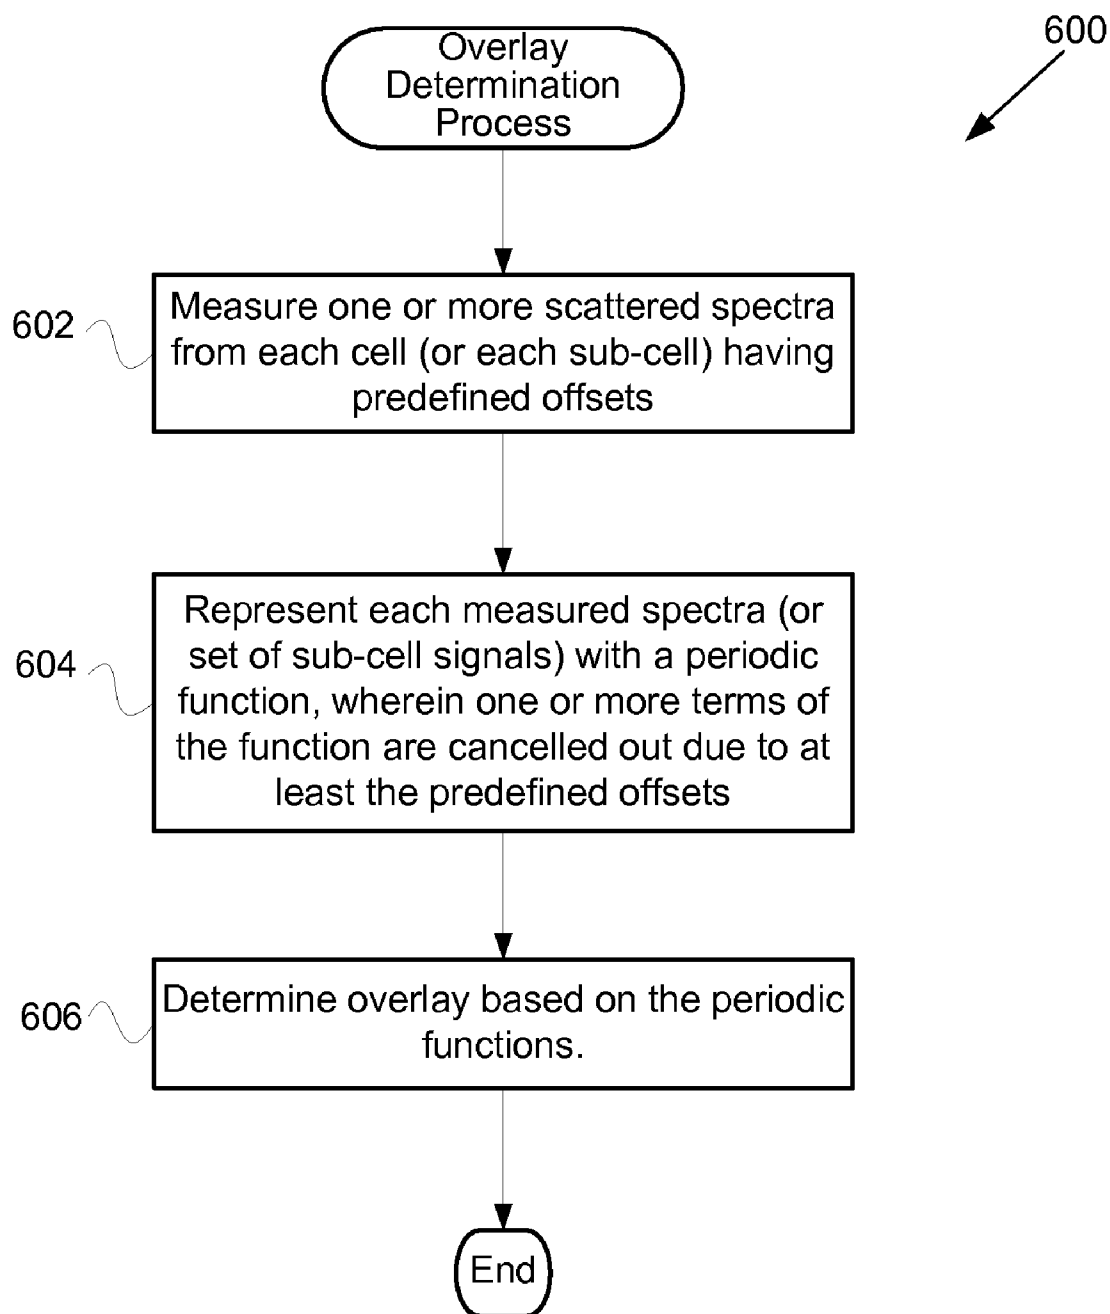 600
Overlay
Determination
Process
602
Measure one or more scattered spectra
from each cell (or each sub-cell) having
predefined offsets
604
Represent each measured spectra (or
set of sub-cell signals) with a periodic
function, wherein one or more terms of
the function are cancelled out due to at
least the predefined offsets
606
Determine overlay based on the periodic
functions.
End